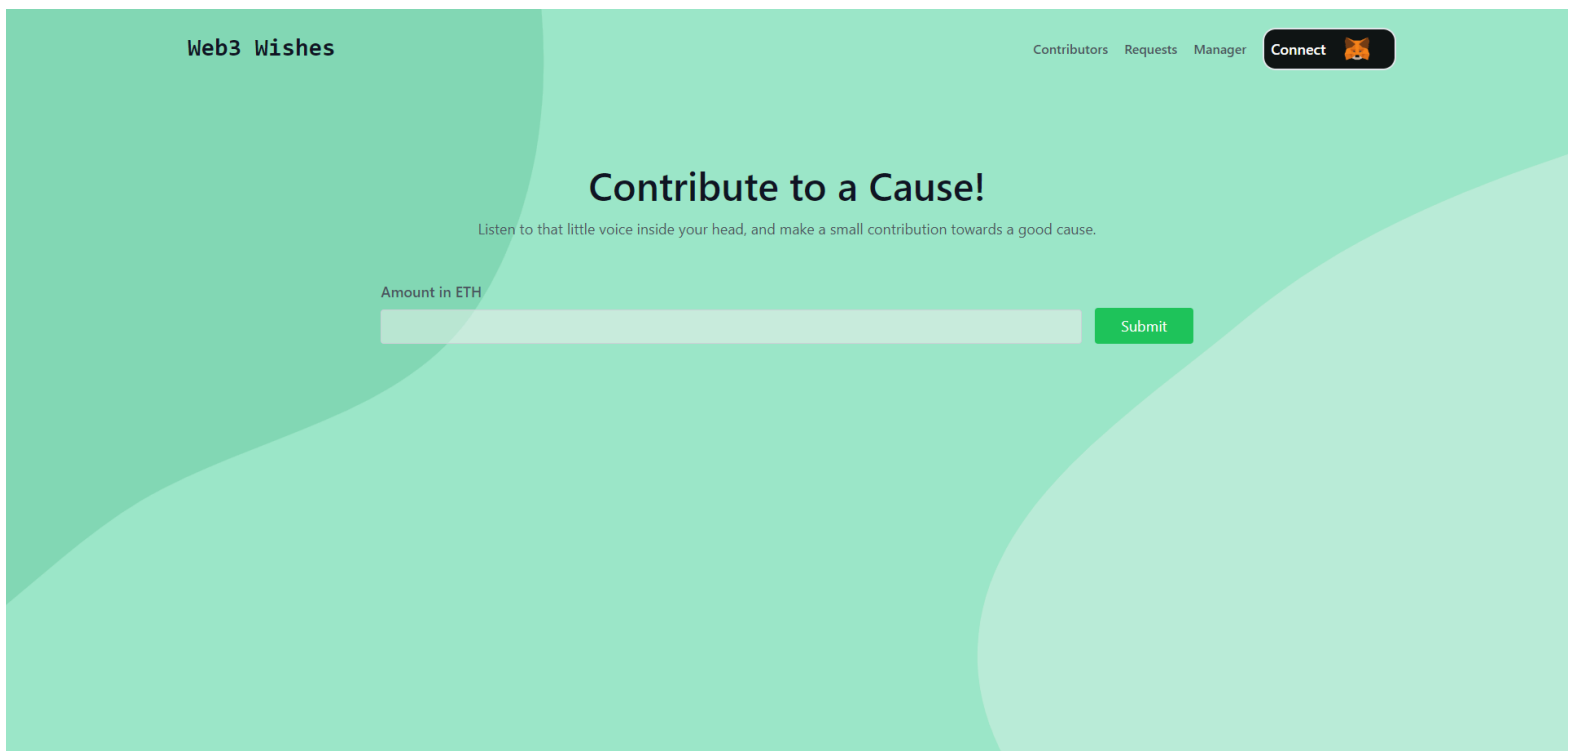 Web3 Wishes
Contributors Requests Manager Connect
Contribute to a Cause!
Listen to that little voice inside your head, and make a small contribution towards a good cause.
Amount in ETH
Submit